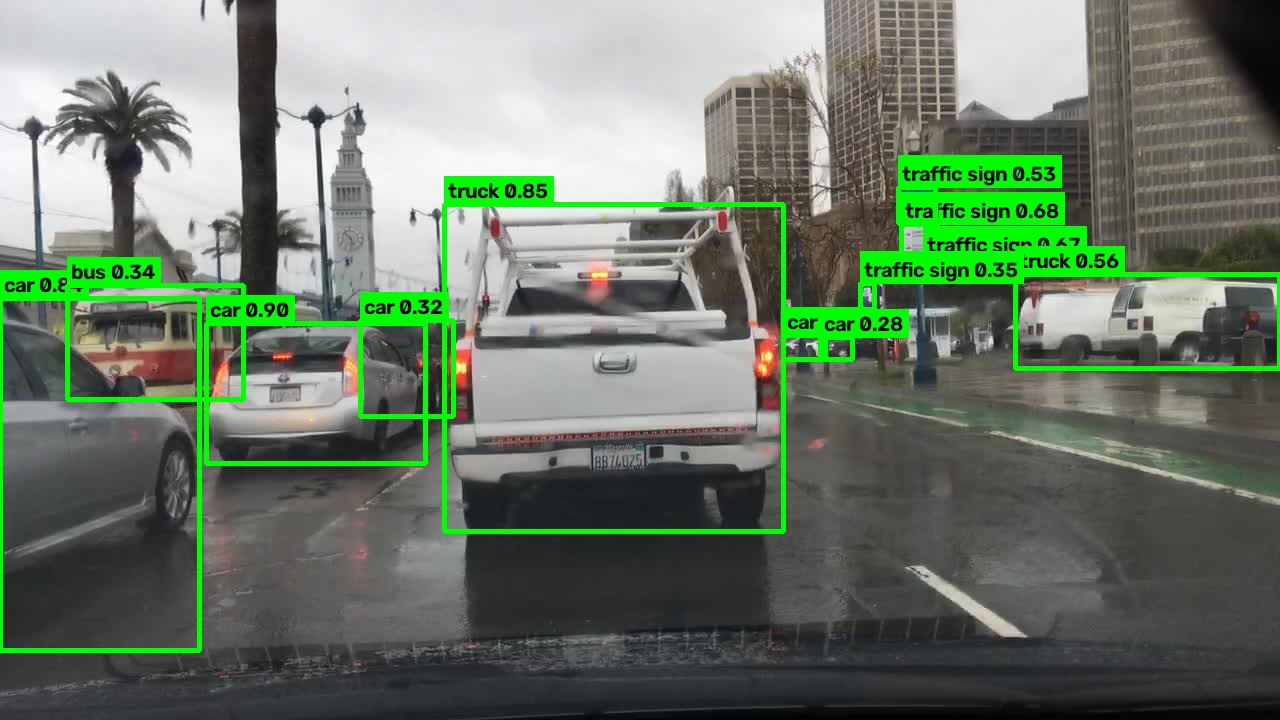 traffic sign 0.53
truck 0.85
traffic sign 0.68
traffic sign 0.67
truck 0.56
bus 0.34
traffic sign 0.35
car 0.84
car 0.32
car 0.90
car
car 0.28
8B74025